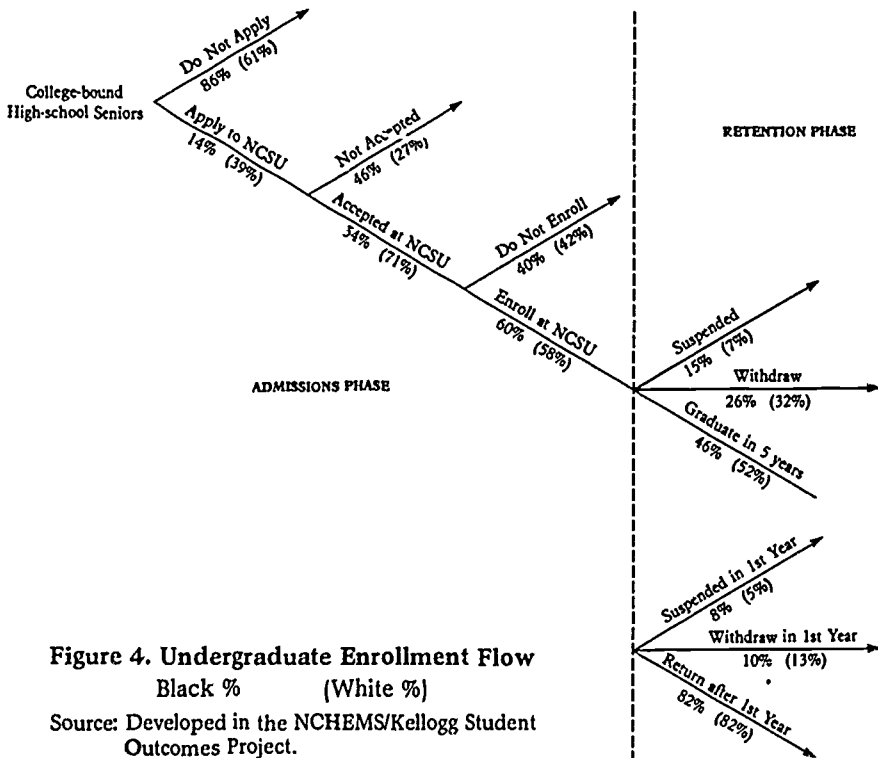 Do Not Apply
86% (61%)
College-bound
High-school Seniors
Apply to NCSU
14% (39%)
Not Accepted
46% (27%)
RETENTION PHASE
Accepted at NCSU
54% (71%)
Do Not Enroll
40% (42%)
Enroll at NCSU
60% (58%)
Suspended
15% (7%)
ADMISSIONS PHASE
Withdraw
26% (32%)
Graduate in 5 years
46% (52%)
Suspended in 1st Year
8% (5%)
Withdraw in 1st Year
10% (13%)
Return after 1st Year
82% (82%)
Figure 4. Undergraduate Enrollment Flow
Black % (White %)
Source: Developed in the NCHEMS/Kellogg Student
Outcomes Project.